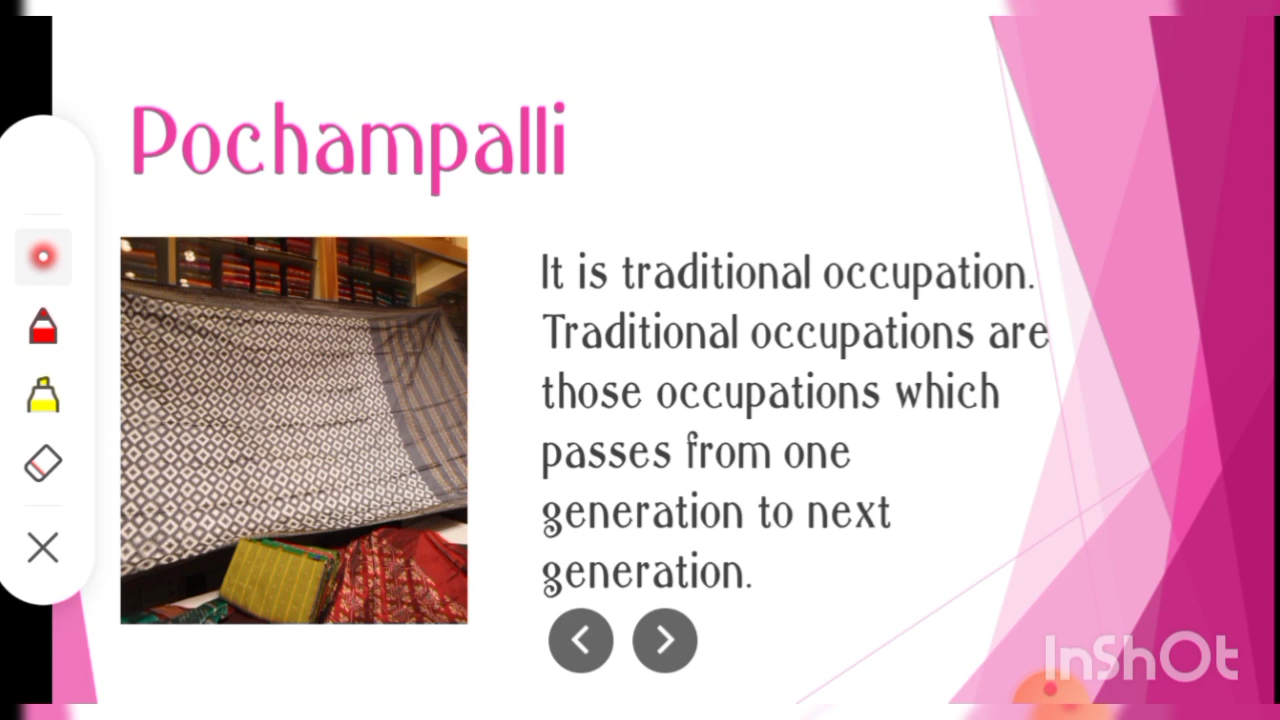 Pochampalli
It is traditional occupation.
Traditional occupations are
those occupations which
passes from one
generation to next
generation.
InShOt